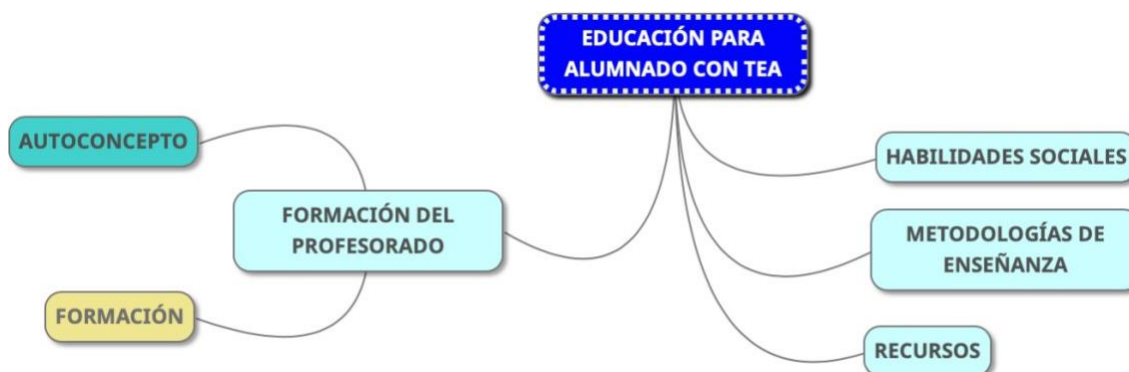 EDUCACIÓN PARA
ALUMNADO CON TEA
AUTOCONCEPTO
FORMACIÓN DEL
PROFESORADO
FORMACIÓN
HABILIDADES SOCIALES
METODOLOGÍAS DE
ENSEÑANZA
RECURSOS